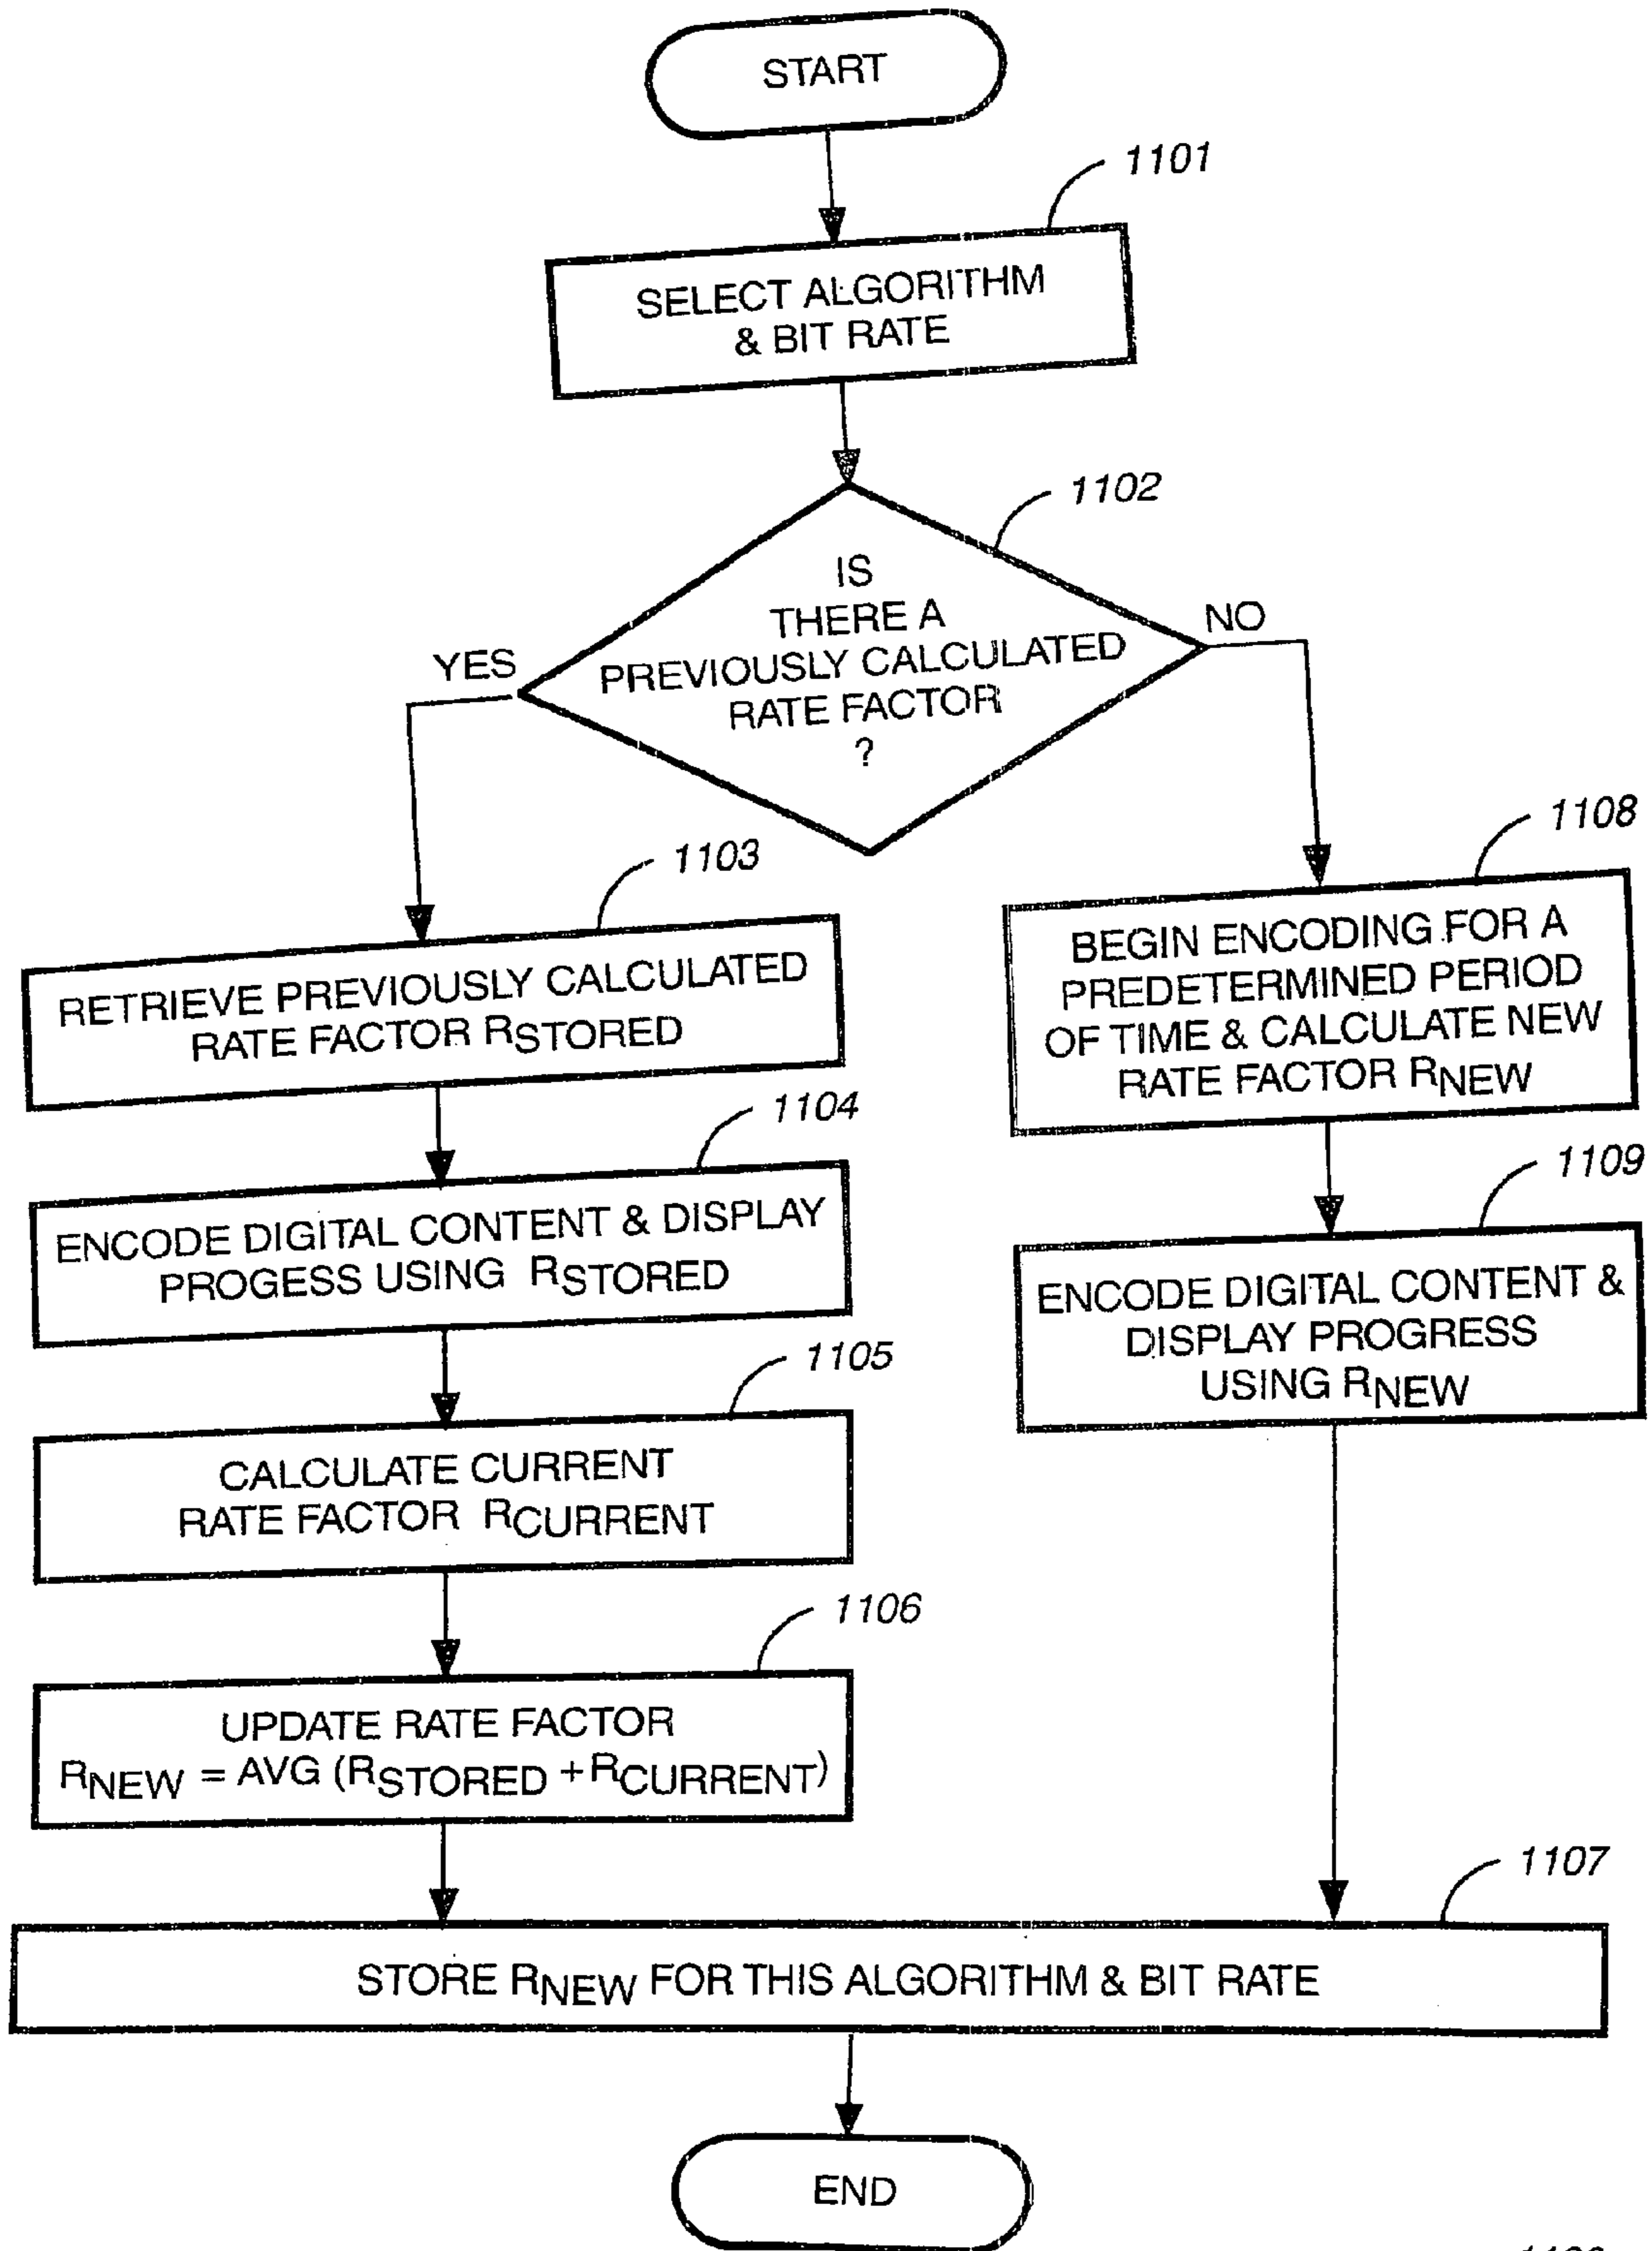 START
1101
SELECT ALGORITHM
& BIT RATE
1102
IS
THERE A
PREVIOUSLY CALCULATED
RATE FACTOR
?
YES
NO
1103
RETRIEVE PREVIOUSLY CALCULATED
RATE FACTOR RSTORED
1104
ENCODE DIGITAL CONTENT & DISPLAY
PROGESS USING RSTORED
1105
CALCULATE CURRENT
RATE FACTOR RCURRENT
1106
UPDATE RATE FACTOR
RNEW = AVG (RSTORED + RCURRENT)
1108
BEGIN ENCODING FOR A
PREDETERMINED PERIOD
OF TIME & CALCULATE NEW
RATE FACTOR RNEW
1109
ENCODE DIGITAL CONTENT &
DISPLAY PROGRESS
USING RNEW
1107
STORE RNEW FOR THIS ALGORITHM & BIT RATE
END